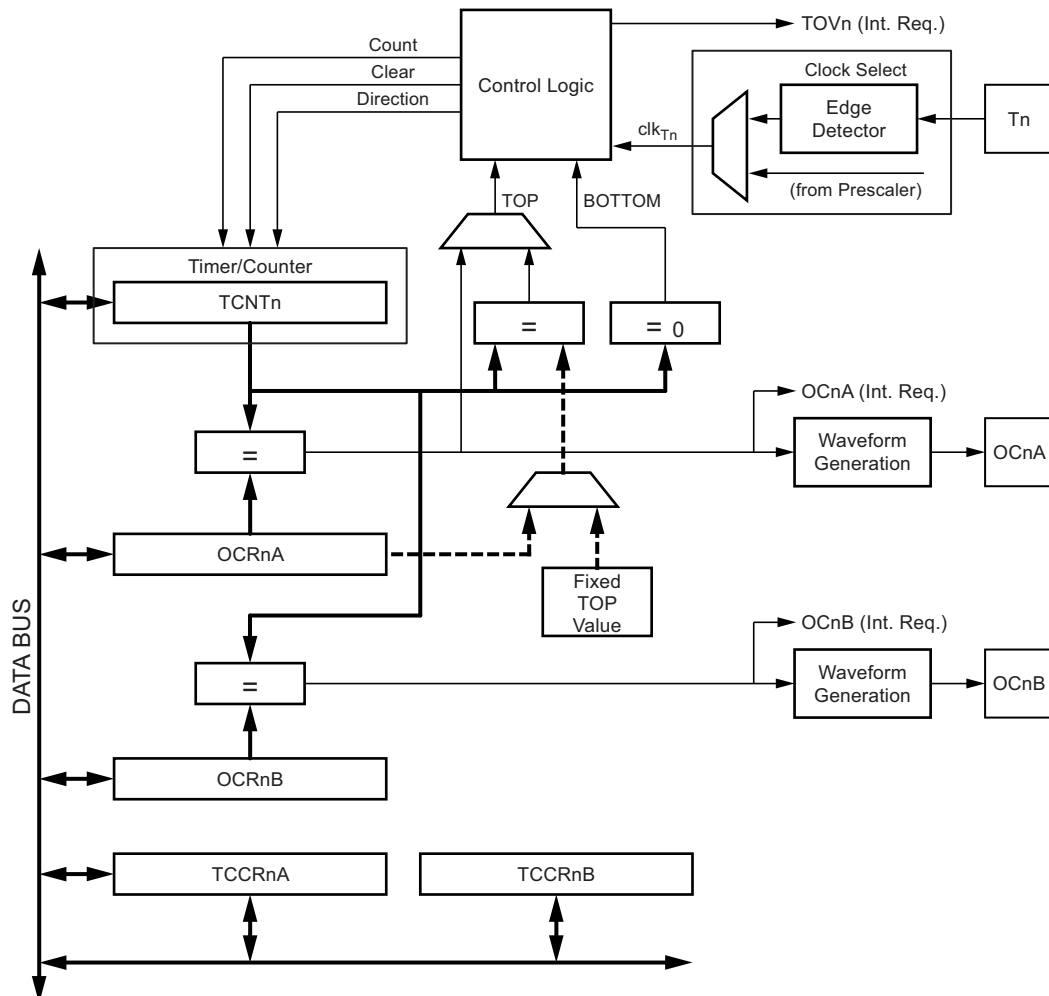 TOVn (Int. Req.)
Count
Clear
Direction
Control Logic
Clock Select
Edge
Detector
Tn
clkTn
(from Prescaler)
TOP
BOTTOM
Timer/Counter
TCNTn
=
= 0
OCnA (Int. Req.)
=
Waveform
Generation
OCnA
OCRnA
Fixed
TOP
Value
DATA BUS
OCnB (Int. Req.)
=
Waveform
Generation
OCnB
OCRnB
TCCRnA
TCCRnB